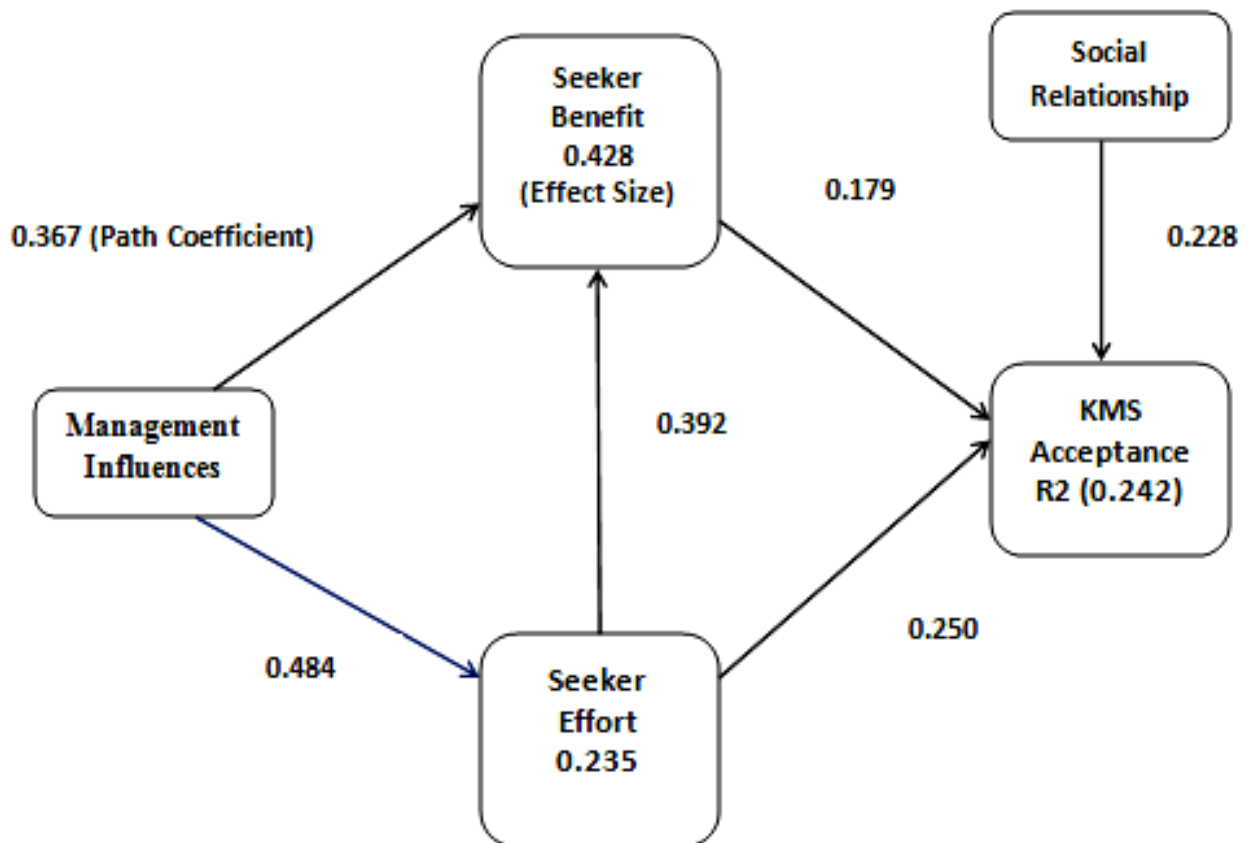 Seeker
Benefit
0.428
(Effect Size)
Social
Relationship
0.179
0.367 (Path Coefficient)
0.228
Management
Influences
0.392
KMS
Acceptance
R2 (0.242)
0.484
0.250
Seeker
Effort
0.235